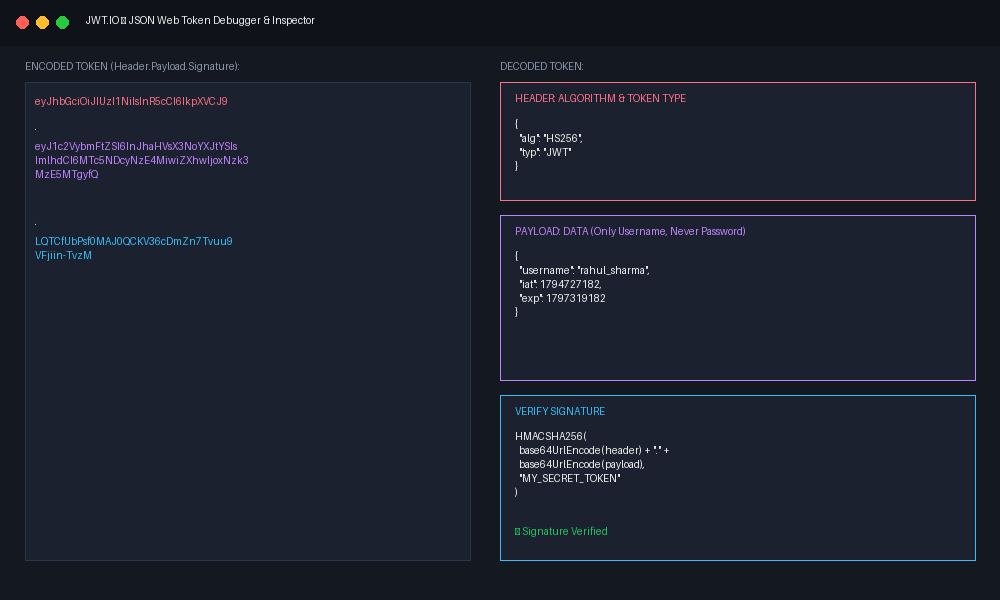 JWT.IO JSON Web Token Debugger & Inspector
ENCODED TOKEN (Header.Payload.Signature):
eyJhbGciOiJIUzI1NiIsInR5cCI6IkpXVCJ9
.
eyJ1c2VybmFtZSI6InJhaHVsX3NoYXJtYSIs
ImlhdCI6MTc5NDcyNzE4MiwiZXhwIjoxNzk3
MzE5MTgyfQ
.
LQTCfUbPsf0MAJ0QCKV36cDmZn7Tvuu9
VFjiin-TvzM
DECODED TOKEN:
HEADER: ALGORITHM & TOKEN TYPE
{
"alg": "HS256",
"typ": "JWT"
}
PAYLOAD: DATA (Only Username, Never Password)
{
"username": "rahul_sharma",
"iat": 1794727182,
"exp": 1797319182
}
VERIFY SIGNATURE
HMACSHA256(
base64UrlEncode(header) + "." +
base64UrlEncode(payload),
"MY_SECRET_TOKEN"
)
Signature Verified